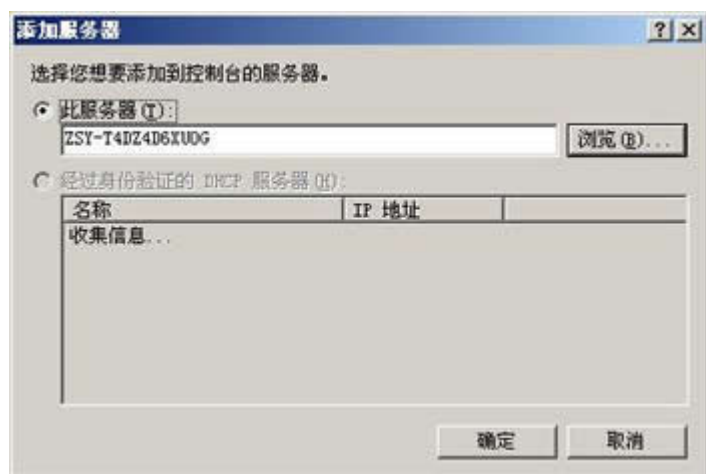 添加服务器
选择您想要添加到控制台的服务器。
此服务器(T):
ZSY-T4DZ4D6XUOG
浏览(B)...
经过身份验证的 DHCP 服务器(H):
名称 IP 地址
收集信息...
确定 取消